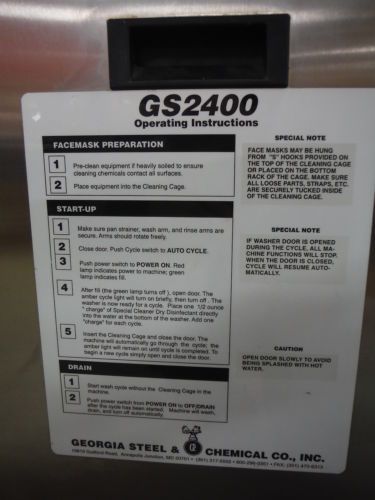 GS2400
Operating Instructions
FACEMASK PREPARATION
1 Pre-clean equipment if heavily soiled to ensure
cleaning chemicals contact all surfaces.
2 Place equipment into the Cleaning Cage.
SPECIAL NOTE
FACE MASKS MAY BE HUNG
FROM "S" HOOKS PROVIDED ON
THE TOP OF THE CLEANING CAGE
OR PLACED ON THE BOTTOM
RACK OF THE CAGE. MAKE SURE
ALL LOOSE PARTS, STRAPS, ETC.
ARE SECURELY TUCKED INSIDE
OF THE CLEANING CAGE.
START-UP
1 Make sure pan strainer, wash arm, and rinse arms are
secure. Arms should rotate freely.
2 Close door. Push Cycle switch to AUTO CYCLE.
3 Push power switch to POWER ON. Red
lamp indicates power to machine; green
lamp indicates fill.
4 After fill (the green lamp turns off ), open door. The
amber cycle light will turn on briefly, then turn off . The
washer is now ready for a cycle. Place one 1/2 ounce
" charge" of Special Cleaner Dry Disinfectant directly
into the water at the bottom of the washer. Add one
"charge" for each cycle.
5 Insert the Cleaning Cage and close the door. The
machine will automatically go through the cycle; the
amber light will remain on until cycle is completed. To
begin a new cycle simply open and close the door.
SPECIAL NOTE
IF WASHER DOOR IS OPENED
DURING THE CYCLE, ALL MA-
CHINE FUNCTIONS WILL STOP.
WHEN THE DOOR IS CLOSED,
CYCLE WILL RESUME AUTO-
MATICALLY.
CAUTION
OPEN DOOR SLOWLY TO AVOID
BEING SPLASHED WITH HOT
WATER.
DRAIN
1 Start wash cycle without the Cleaning Cage in the
machine.
2 Push power switch from POWER ON to OFF/DRAIN
after the cycle has been started. Machine will wash,
drain, and turn off automatically.
GEORGIA STEEL & CHEMICAL CO., INC.
Guilford Road, Annapolis Junction, MD 20701